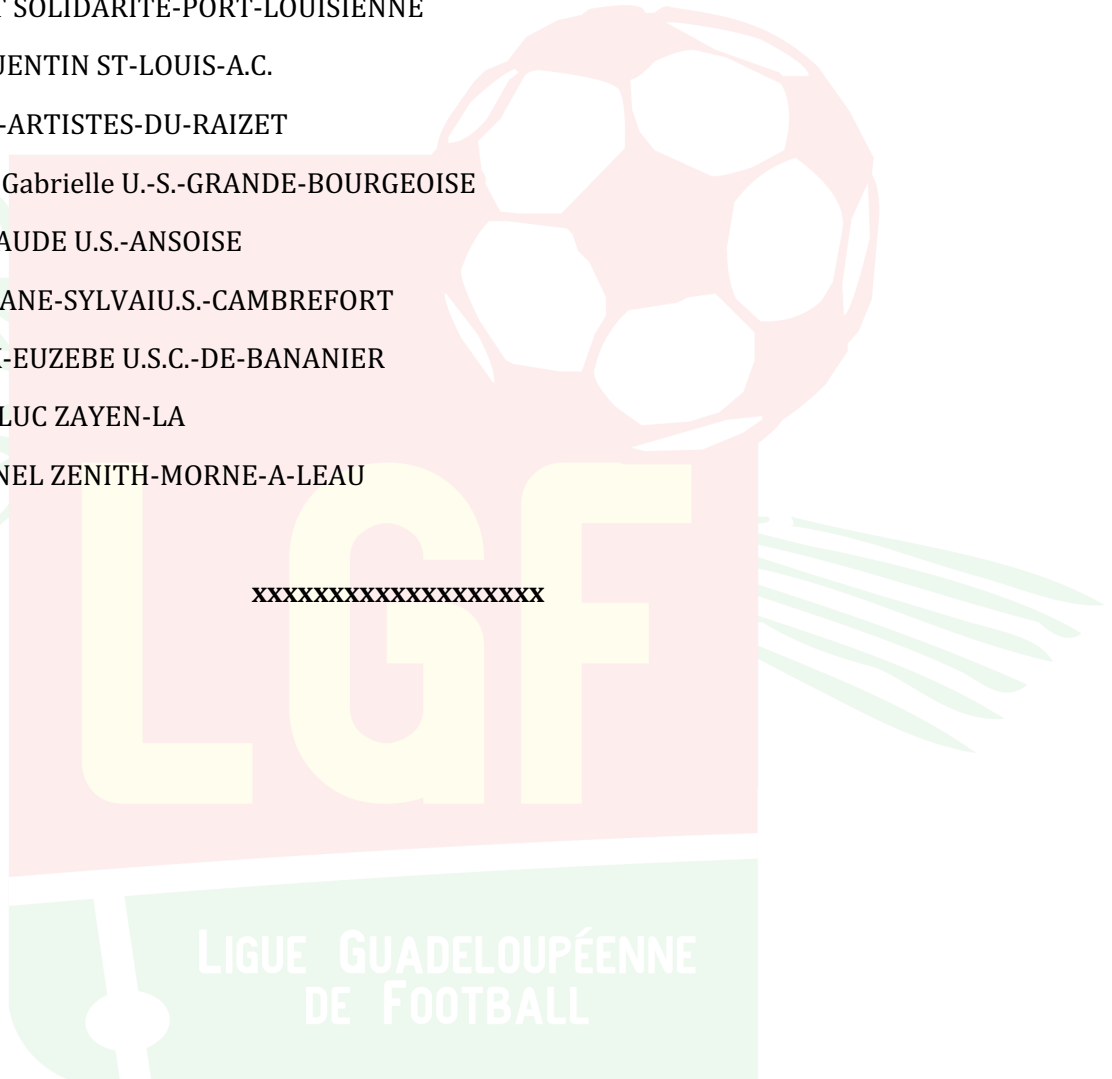 SOLIDARITE-PORT-LOUISIENNE
UENTIN ST-LOUIS-A.C.
-ARTISTES-DU-RAIZET
Gabrielle U.-S.-GRANDE-BOURGEOISE
AUDE U.S.-ANSOISE
ANE-SYLVAIU.S.-CAMBREFORT
-EUZEBE U.S.C.-DE-BANANIER
LUC ZAYEN-LA
NEL ZENITH-MORNE-A-LEAU
xxxxxxxxxxxxxxxxxxx
LGF
LIGUE GUADELOUPÉENNE
DE FOOTBALL